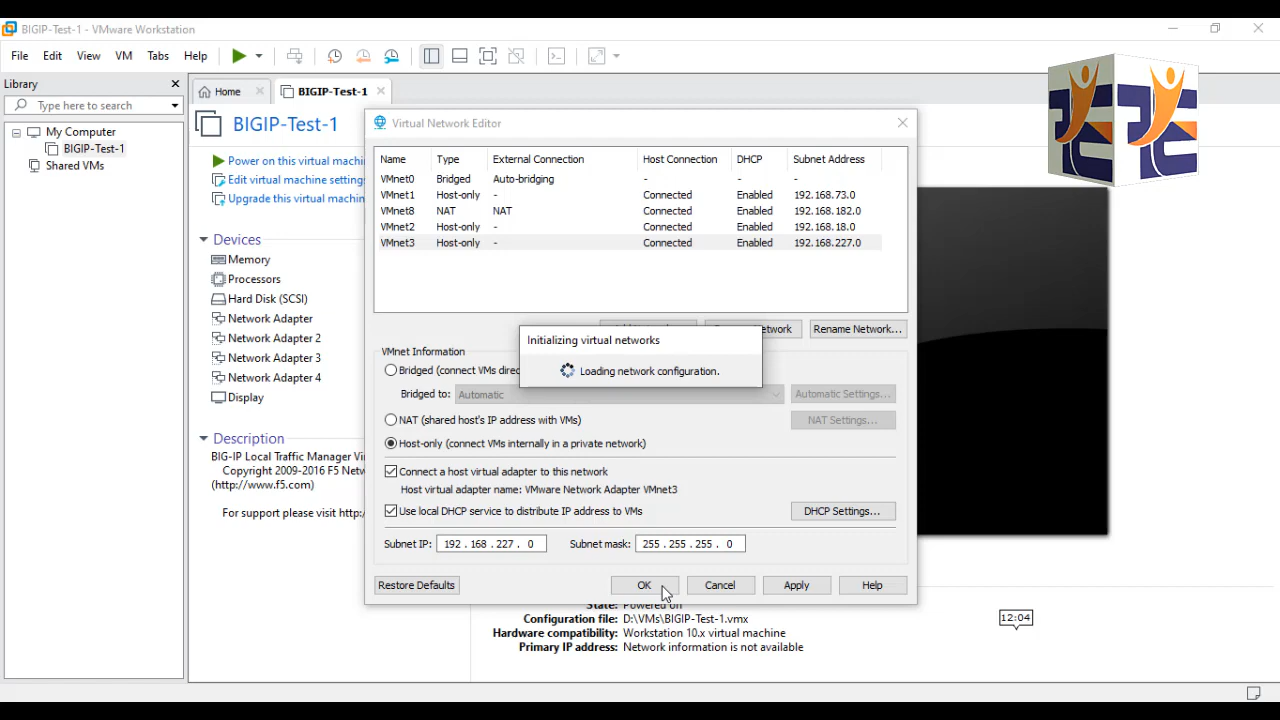 BIGIP-Test-1 - VMware Workstation
File Edit View VM Tabs Help
Library
Type here to search
My Computer
BIGIP-Test-1
Shared VMs
Home
BIGIP-Test-1
BIGIP-Test-1
Power on this virtual machi
Edit virtual machine settings
Upgrade this virtual machin
Devices
Memory
Processors
Hard Disk (SCSI)
Network Adapter
Network Adapter 2
Network Adapter 3
Network Adapter 4
Display
Description
BIG-IP Local Traffic Manager Vi
Copyright 2009-2016 F5 Netw
(http://www.f5.com)
For support please visit http:/
Virtual Network Editor
Name Type External Connection Host Connection DHCP Subnet Address
VMnet0 Bridged Auto-bridging - - -
VMnet1 Host-only - Connected Enabled 192.168.73.0
VMnet8 NAT NAT Connected Enabled 192.168.182.0
VMnet2 Host-only - Connected Enabled 192.168.18.0
VMnet3 Host-only - Connected Enabled 192.168.227.0
Network Rename Network...
Initializing virtual networks
Loading network configuration.
VMnet Information
Bridged (connect VMs direc
Bridged to: Automatic Automatic Settings...
NAT (shared host's IP address with VMs) NAT Settings...
Host-only (connect VMs internally in a private network)
Connect a host virtual adapter to this network
Host virtual adapter name: VMware Network Adapter VMnet3
Use local DHCP service to distribute IP address to VMs DHCP Settings...
Subnet IP: 192 . 168 . 227 . 0 Subnet mask: 255 . 255 . 255 . 0
Restore Defaults OK Cancel Apply Help
State: Powered off
Configuration file: D:\VMs\BIGIP-Test-1.vmx
Hardware compatibility: Workstation 10.x virtual machine
Primary IP address: Network information is not available
12:04